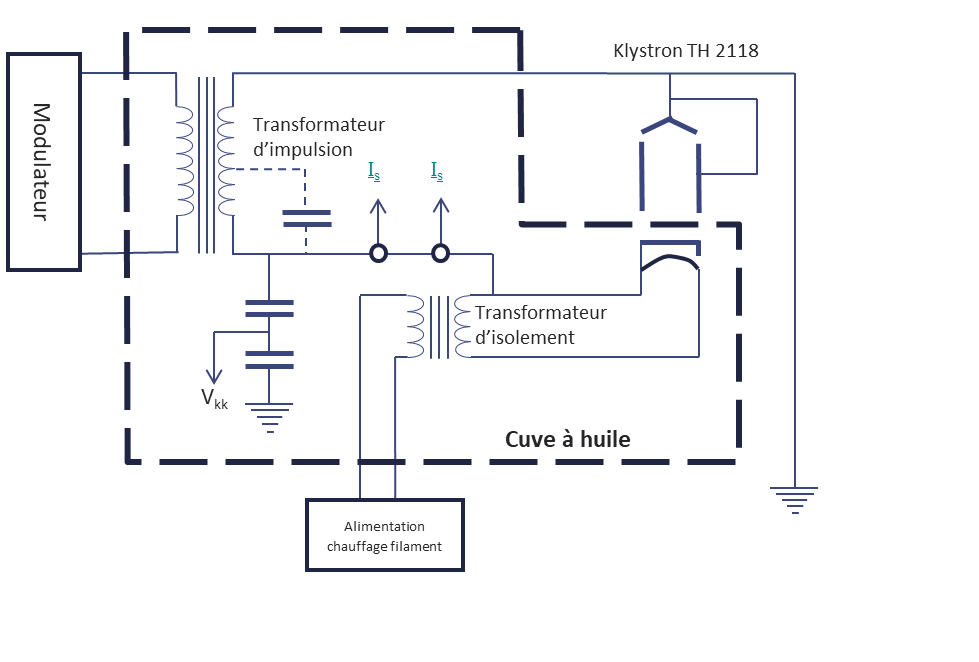 Klystron TH 2118
Modulateur
Transformateur
d’impulsion
Is
Is
Transformateur
d’isolement
Vkk
Cuve à huile
Alimentation
chauffage filament